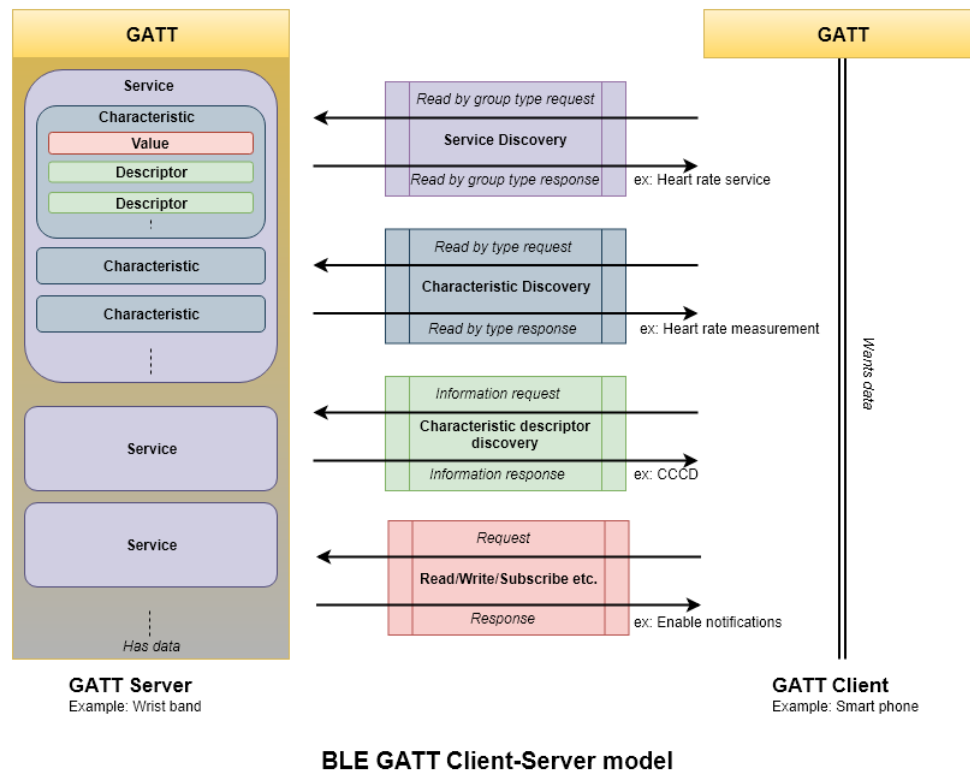 GATT
GATT
Service
Characteristic
Value
Descriptor
Descriptor
Characteristic
Characteristic
Service
Service
Has data
Read by group type request
Service Discovery
Read by group type response
ex: Heart rate service
Read by type request
Characteristic Discovery
Read by type response
ex: Heart rate measurement
Information request
Characteristic descriptor
discovery
Information response
ex: CCCD
Request
Read/Write/Subscribe etc.
Response
ex: Enable notifications
Wants data
GATT Server
Example: Wrist band
GATT Client
Example: Smart phone
BLE GATT Client-Server model